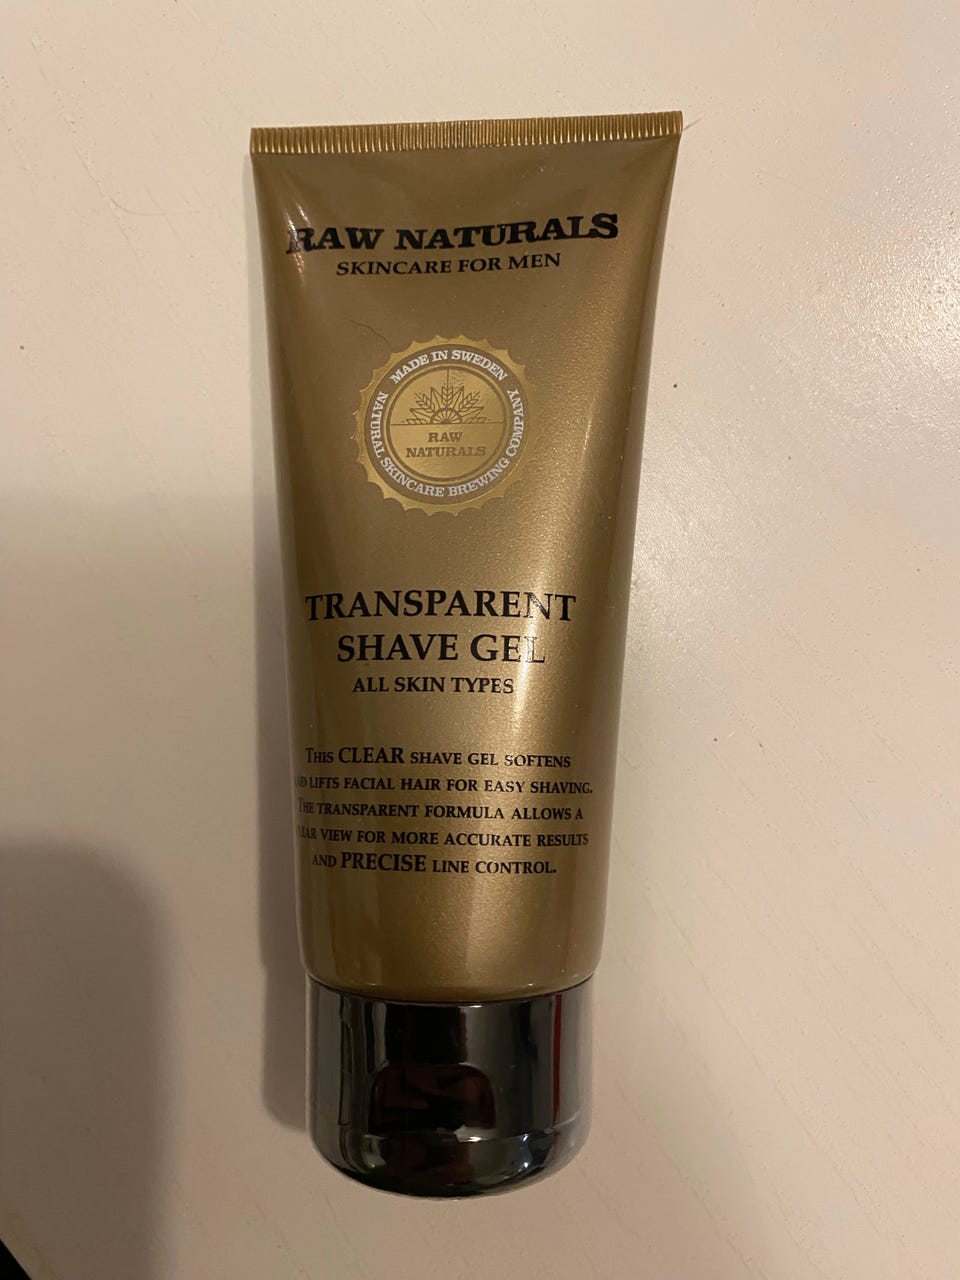 RAW NATURALS
SKINCARE FOR MEN
MADE IN SWEDEN
NATURAL SKINCARE BREWING COMPANY
RAW
NATURALS
TRANSPARENT
SHAVE GEL
ALL SKIN TYPES
THIS CLEAR SHAVE GEL SOFTENS
AND LIFTS FACIAL HAIR FOR EASY SHAVING.
THE TRANSPARENT FORMULA ALLOWS A
CLEAR VIEW FOR MORE ACCURATE RESULTS
AND PRECISE LINE CONTROL.